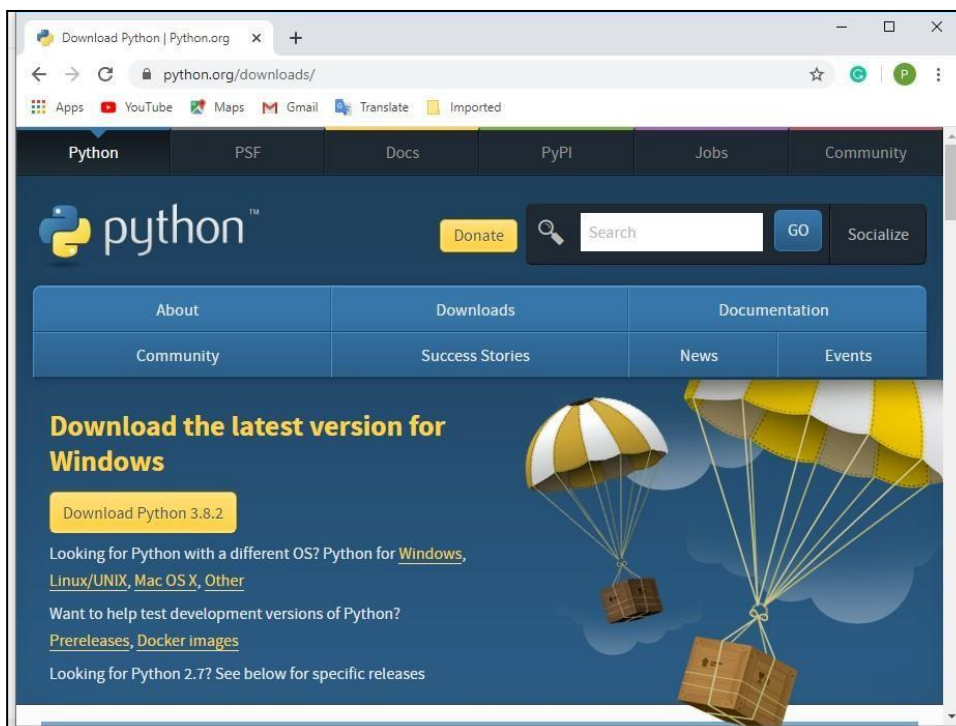 Download Python | Python.org
python.org/downloads/
P
Apps YouTube Maps Gmail Translate Imported
Python PSF Docs PyPI Jobs Community
python™
Donate Search GO Socialize
About Downloads Documentation
Community Success Stories News Events
Download the latest version for
Windows
Download Python 3.8.2
Looking for Python with a different OS? Python for Windows,
Linux/UNIX, Mac OS X, Other
Want to help test development versions of Python?
Prereleases, Docker images
Looking for Python 2.7? See below for specific releases